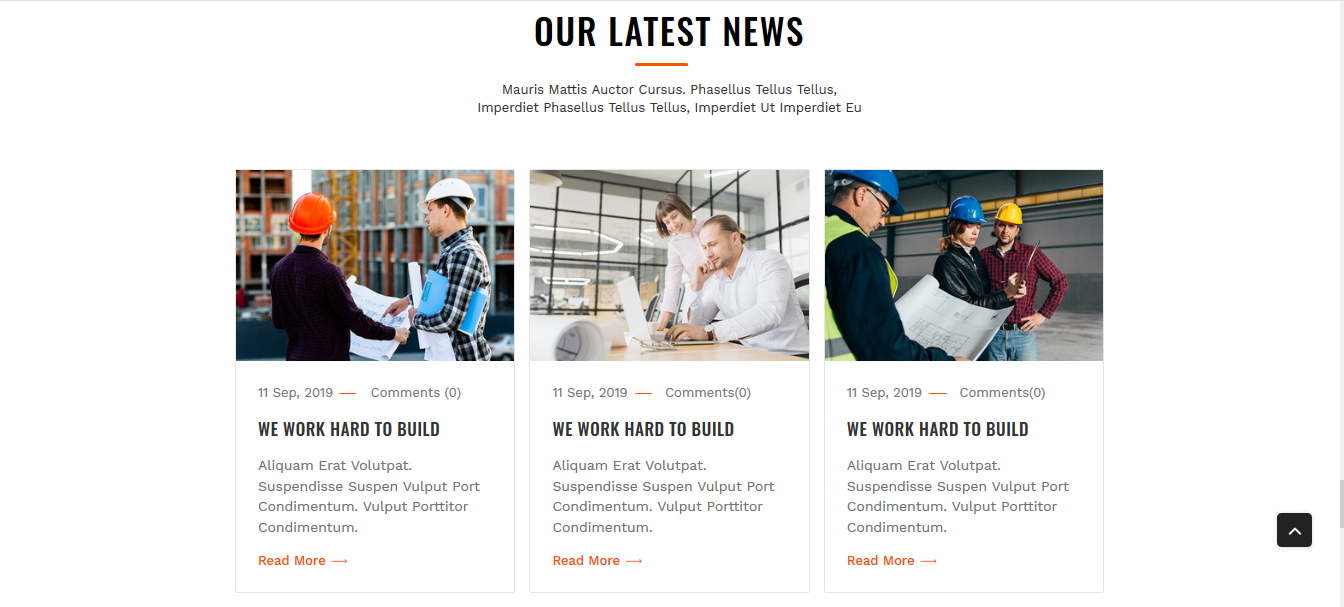 OUR LATEST NEWS
Mauris Mattis Auctor Cursus. Phasellus Tellus Tellus,
Imperdiet Phasellus Tellus Tellus, Imperdiet Ut Imperdiet Eu
11 Sep, 2019 — Comments (0)
WE WORK HARD TO BUILD
Aliquam Erat Volutpat.
Suspendisse Suspen Vulput Port
Condimentum. Vulput Porttitor
Condimentum.
Read More ⟶
11 Sep, 2019 — Comments(0)
WE WORK HARD TO BUILD
Aliquam Erat Volutpat.
Suspendisse Suspen Vulput Port
Condimentum. Vulput Porttitor
Condimentum.
Read More ⟶
11 Sep, 2019 — Comments(0)
WE WORK HARD TO BUILD
Aliquam Erat Volutpat.
Suspendisse Suspen Vulput Port
Condimentum. Vulput Porttitor
Condimentum.
Read More ⟶